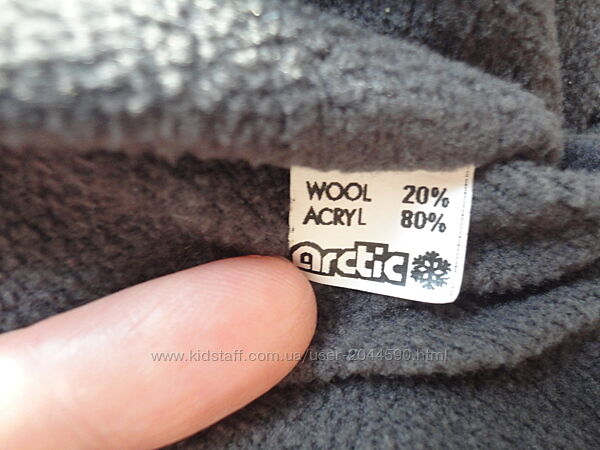 WOOL 20%
ACRYL 80%
arctic
www.kidstaff.com.ua/user-2044590.html